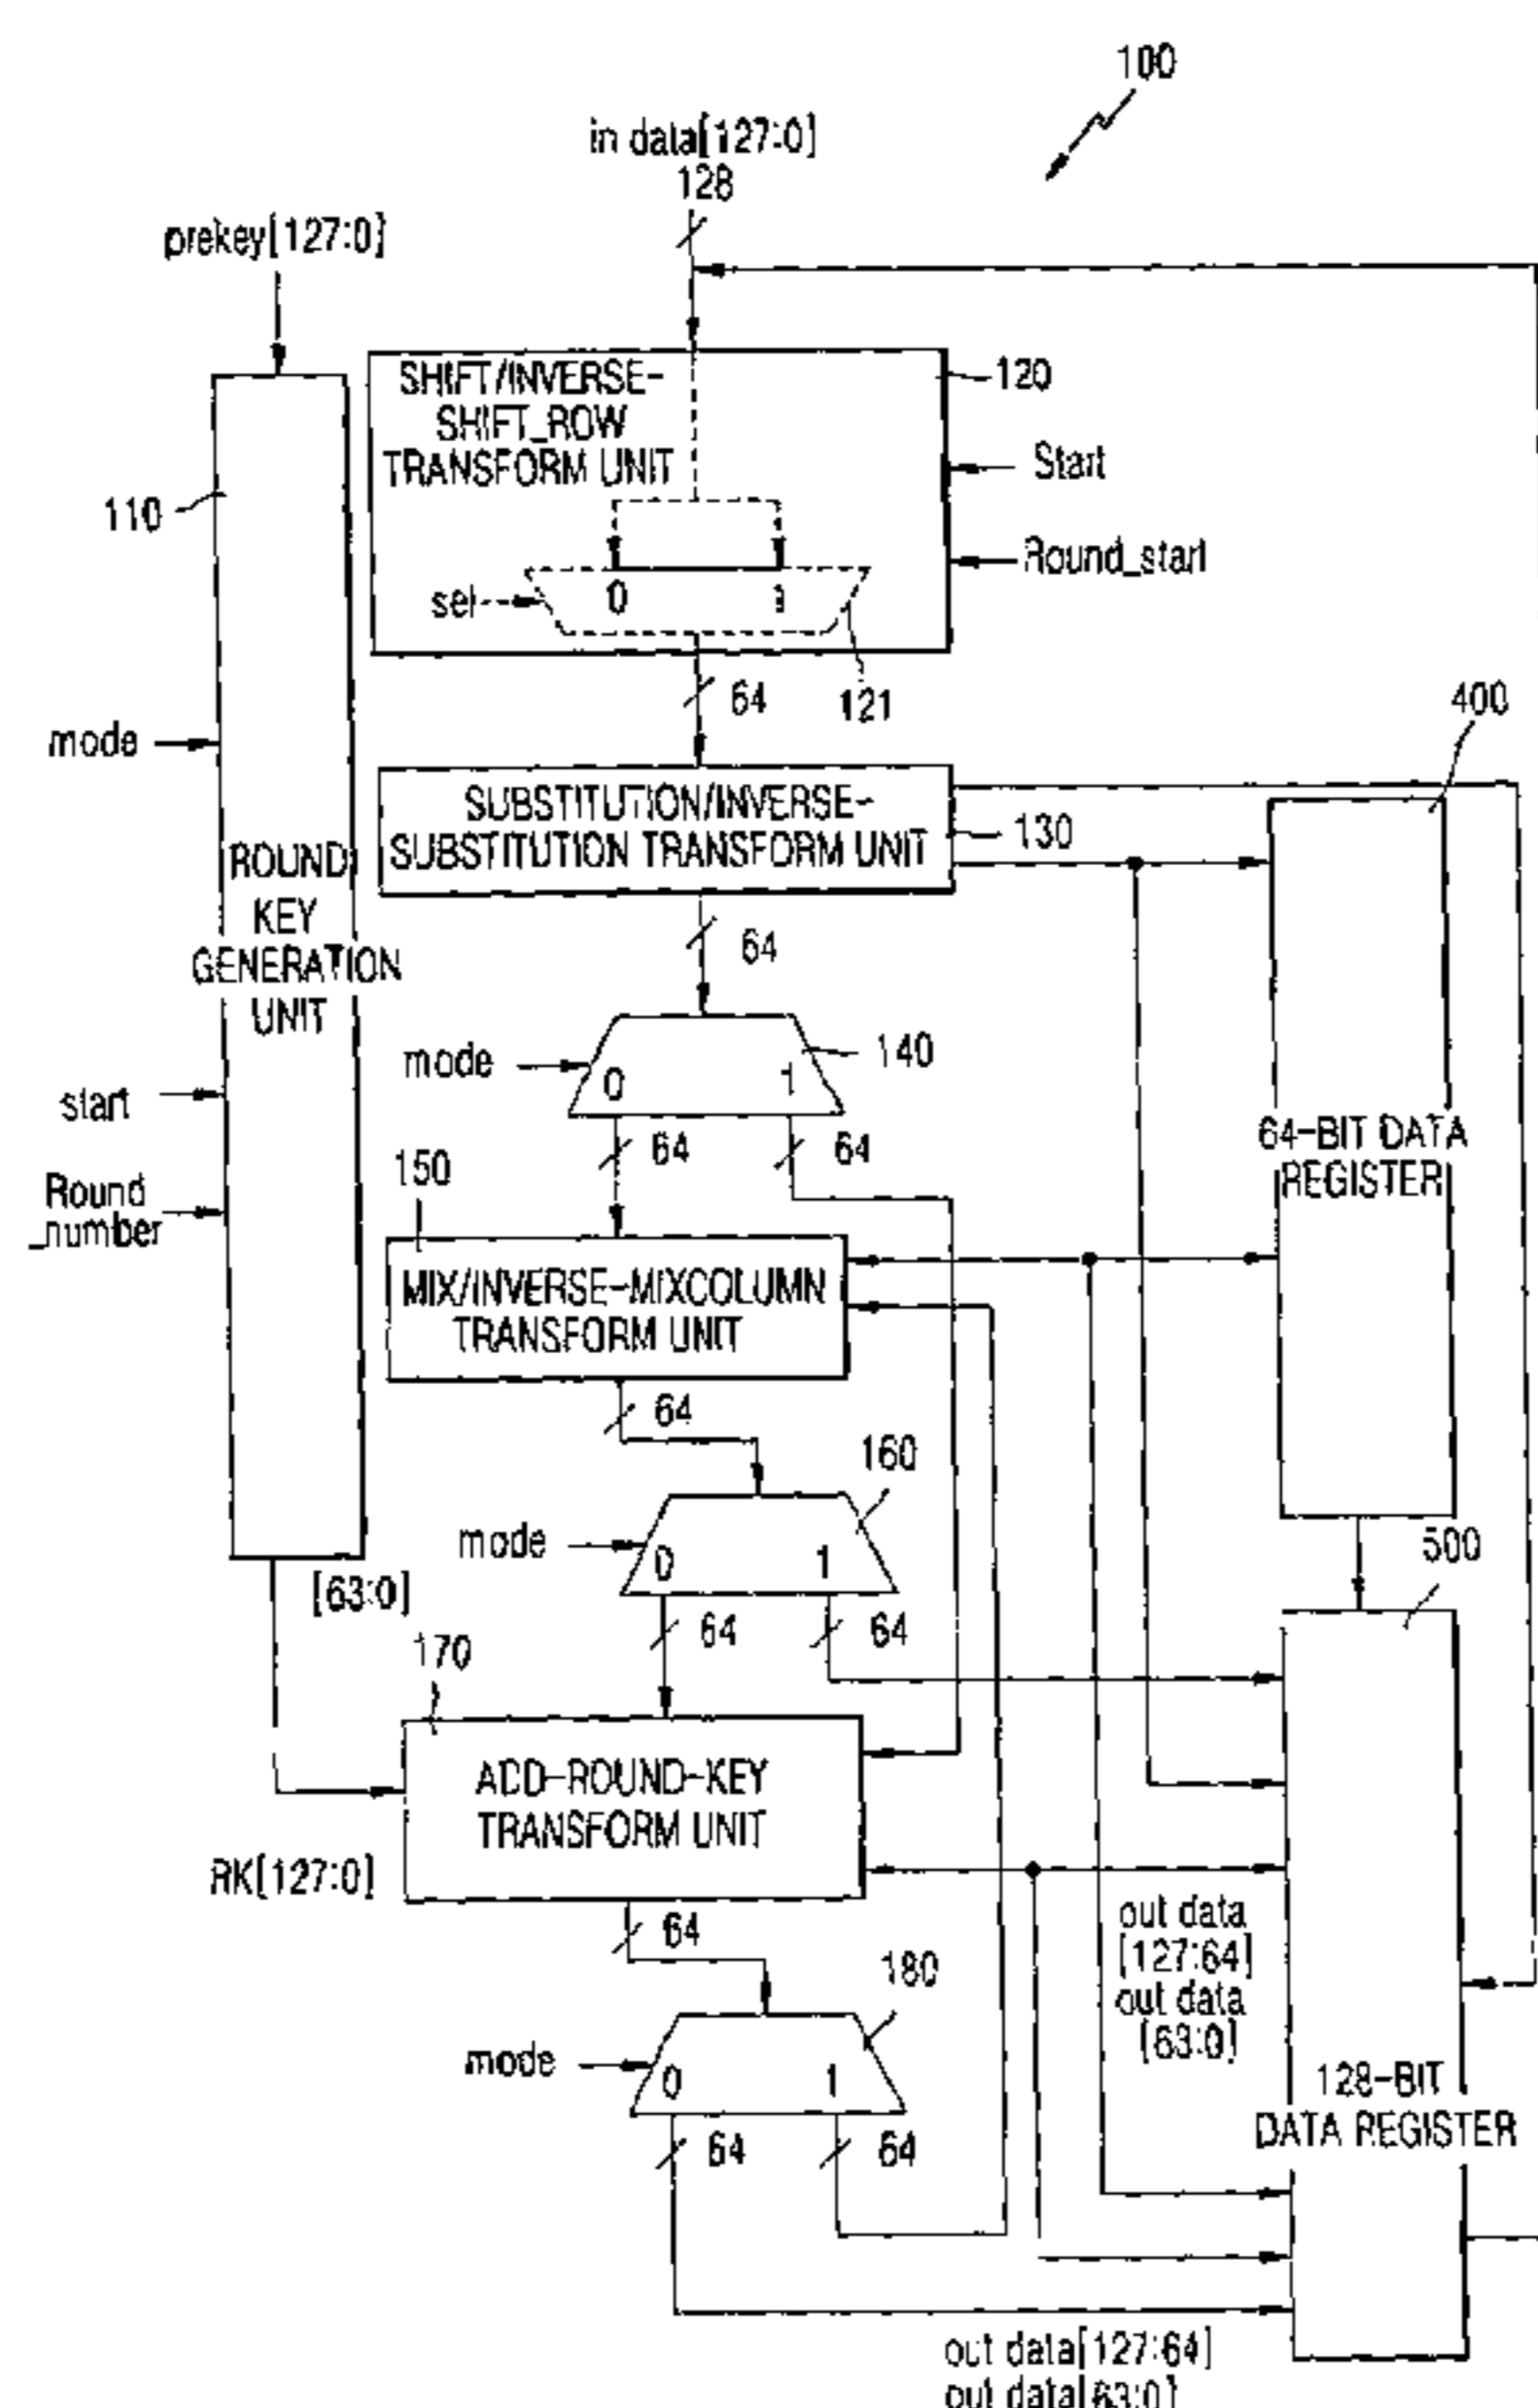 100
in data[127:0]
128
prekey[127:0]
SHIFT/INVERSE-
SHIFT_ROW
TRANSFORM UNIT
120
Start
110
Round_start
sel
0
1
64
121
400
mode
SUBSTITUTION/INVERSE-
SUBSTITUTION TRANSFORM UNIT
130
ROUND
KEY
GENERATION
UNIT
64
mode
0
1
140
start
64
64
64-BIT DATA
REGISTER
150
Round
_number
MIX/INVERSE-MIXCOLUMN
TRANSFORM UNIT
64
160
mode
0
1
500
[63:0]
64
64
170
ADD-ROUND-KEY
TRANSFORM UNIT
RK[127:0]
out data
[127:64]
out data
[63:0]
64
180
mode
0
1
128-BIT
DATA REGISTER
64
64
out data[127:64]
out data[63:0]